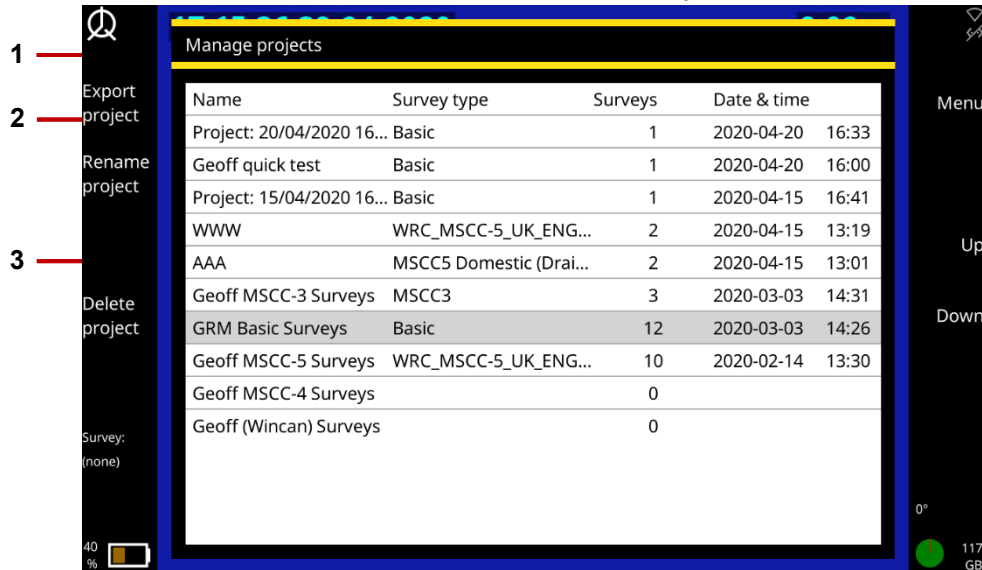 Manage projects
1
2
3
Export
project
Rename
project
Delete
project
Survey:
(none)
40
%
Name Survey type Surveys Date & time
Project: 20/04/2020 16... Basic 1 2020-04-20 16:33
Geoff quick test Basic 1 2020-04-20 16:00
Project: 15/04/2020 16... Basic 1 2020-04-15 16:41
WWW WRC_MSCC-5_UK_ENG... 2 2020-04-15 13:19
AAA MSCC5 Domestic (Drai... 2 2020-04-15 13:01
Geoff MSCC-3 Surveys MSCC3 3 2020-03-03 14:31
GRM Basic Surveys Basic 12 2020-03-03 14:26
Geoff MSCC-5 Surveys WRC_MSCC-5_UK_ENG... 10 2020-02-14 13:30
Geoff MSCC-4 Surveys 0
Geoff (Wincan) Surveys 0
Menu
Up
Down
0°
117
GB